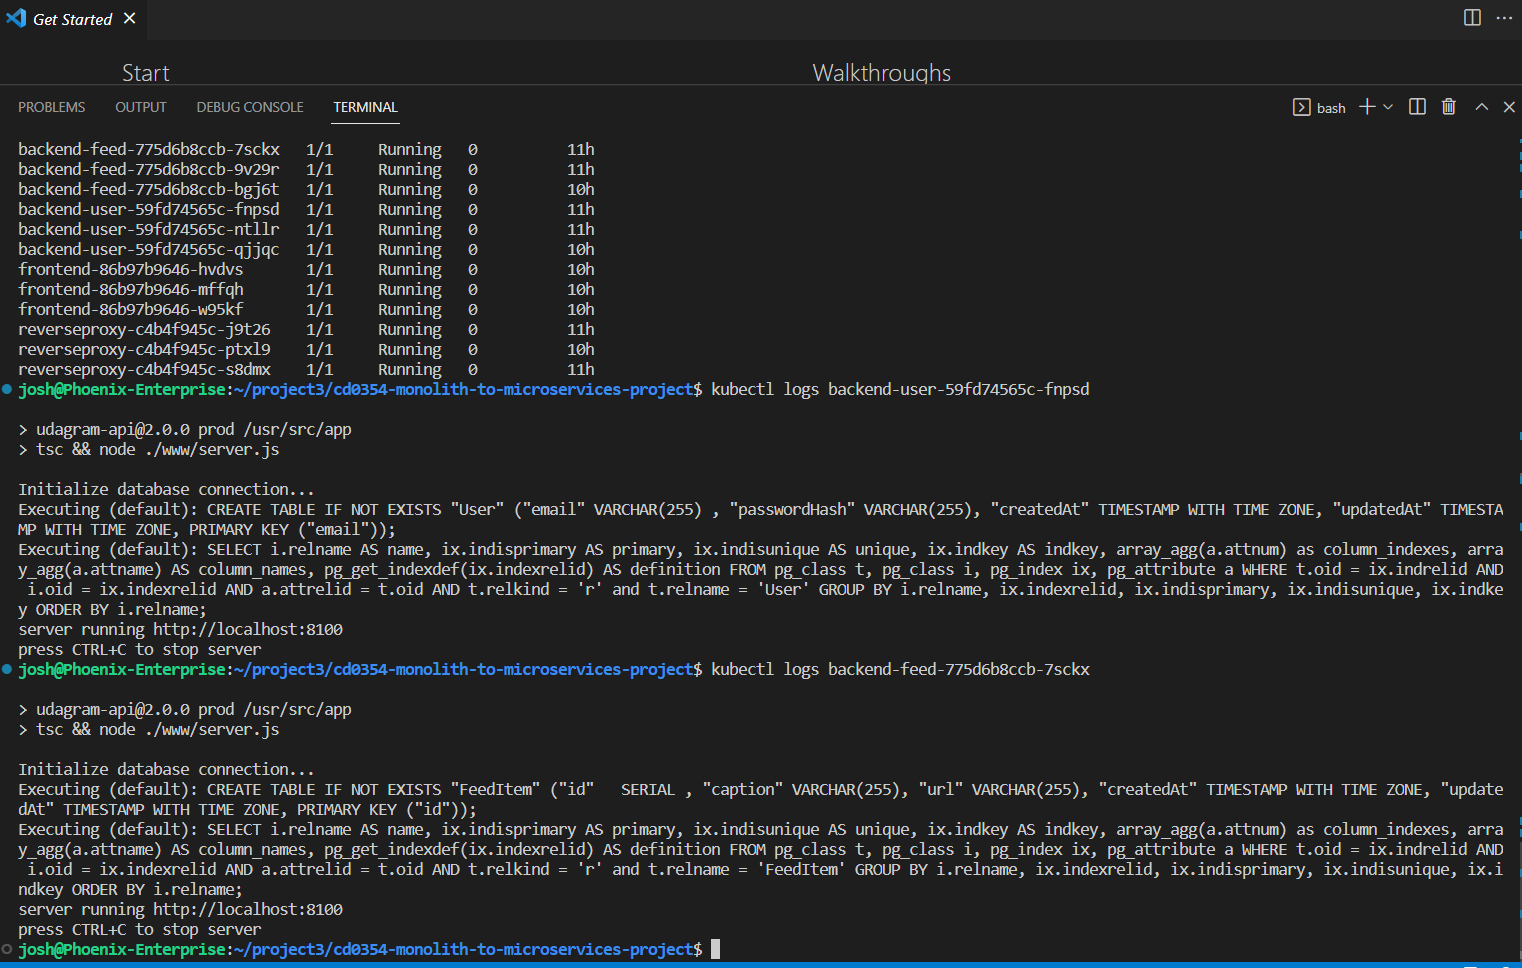 Get Started
Start
Walkthroughs
PROBLEMS OUTPUT DEBUG CONSOLE TERMINAL bash
backend-feed-775d6b8ccb-7sckx 1/1 Running 0 11h
backend-feed-775d6b8ccb-9v29r 1/1 Running 0 11h
backend-feed-775d6b8ccb-bgj6t 1/1 Running 0 10h
backend-user-59fd74565c-fnpsd 1/1 Running 0 11h
backend-user-59fd74565c-ntllr 1/1 Running 0 11h
backend-user-59fd74565c-qjjqc 1/1 Running 0 10h
frontend-86b97b9646-hvdvs 1/1 Running 0 10h
frontend-86b97b9646-mffqh 1/1 Running 0 10h
frontend-86b97b9646-w95kf 1/1 Running 0 10h
reverseproxy-c4b4f945c-j9t26 1/1 Running 0 11h
reverseproxy-c4b4f945c-ptxl9 1/1 Running 0 10h
reverseproxy-c4b4f945c-s8dmx 1/1 Running 0 11h
josh@Phoenix-Enterprise:~/project3/cd0354-monolith-to-microservices-project$ kubectl logs backend-user-59fd74565c-fnpsd
> udagram-api@2.0.0 prod /usr/src/app
> tsc && node ./www/server.js
Initialize database connection...
Executing (default): CREATE TABLE IF NOT EXISTS "User" ("email" VARCHAR(255) , "passwordHash" VARCHAR(255), "createdAt" TIMESTAMP WITH TIME ZONE, "updatedAt" TIMESTA
MP WITH TIME ZONE, PRIMARY KEY ("email"));
Executing (default): SELECT i.relname AS name, ix.indisprimary AS primary, ix.indisunique AS unique, ix.indkey AS indkey, array_agg(a.attnum) as column_indexes, arra
y_agg(a.attname) AS column_names, pg_get_indexdef(ix.indexrelid) AS definition FROM pg_class t, pg_class i, pg_index ix, pg_attribute a WHERE t.oid = ix.indrelid AND
i.oid = ix.indexrelid AND a.attrelid = t.oid AND t.relkind = 'r' and t.relname = 'User' GROUP BY i.relname, ix.indexrelid, ix.indisprimary, ix.indisunique, ix.indke
y ORDER BY i.relname;
server running http://localhost:8100
press CTRL+C to stop server
josh@Phoenix-Enterprise:~/project3/cd0354-monolith-to-microservices-project$ kubectl logs backend-feed-775d6b8ccb-7sckx
> udagram-api@2.0.0 prod /usr/src/app
> tsc && node ./www/server.js
Initialize database connection...
Executing (default): CREATE TABLE IF NOT EXISTS "FeedItem" ("id"   SERIAL , "caption" VARCHAR(255), "url" VARCHAR(255), "createdAt" TIMESTAMP WITH TIME ZONE, "update
dAt" TIMESTAMP WITH TIME ZONE, PRIMARY KEY ("id"));
Executing (default): SELECT i.relname AS name, ix.indisprimary AS primary, ix.indisunique AS unique, ix.indkey AS indkey, array_agg(a.attnum) as column_indexes, arra
y_agg(a.attname) AS column_names, pg_get_indexdef(ix.indexrelid) AS definition FROM pg_class t, pg_class i, pg_index ix, pg_attribute a WHERE t.oid = ix.indrelid AND
i.oid = ix.indexrelid AND a.attrelid = t.oid AND t.relkind = 'r' and t.relname = 'FeedItem' GROUP BY i.relname, ix.indexrelid, ix.indisprimary, ix.indisunique, ix.i
ndkey ORDER BY i.relname;
server running http://localhost:8100
press CTRL+C to stop server
josh@Phoenix-Enterprise:~/project3/cd0354-monolith-to-microservices-project$